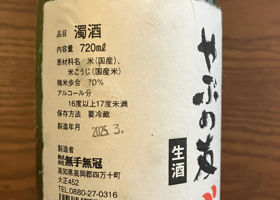 品目 濁酒
内容量 720mℓ
原材料名 米(国産)、
米こうじ(国産米)
精米歩合 70%
アルコール分
16度以上17度未満
保存方法 要冷蔵
製造年月 2025.3.
株式会社 無手無冠
高知県高岡郡四万十町
大正452
TEL.0880-27-0316
やぶの友
生酒